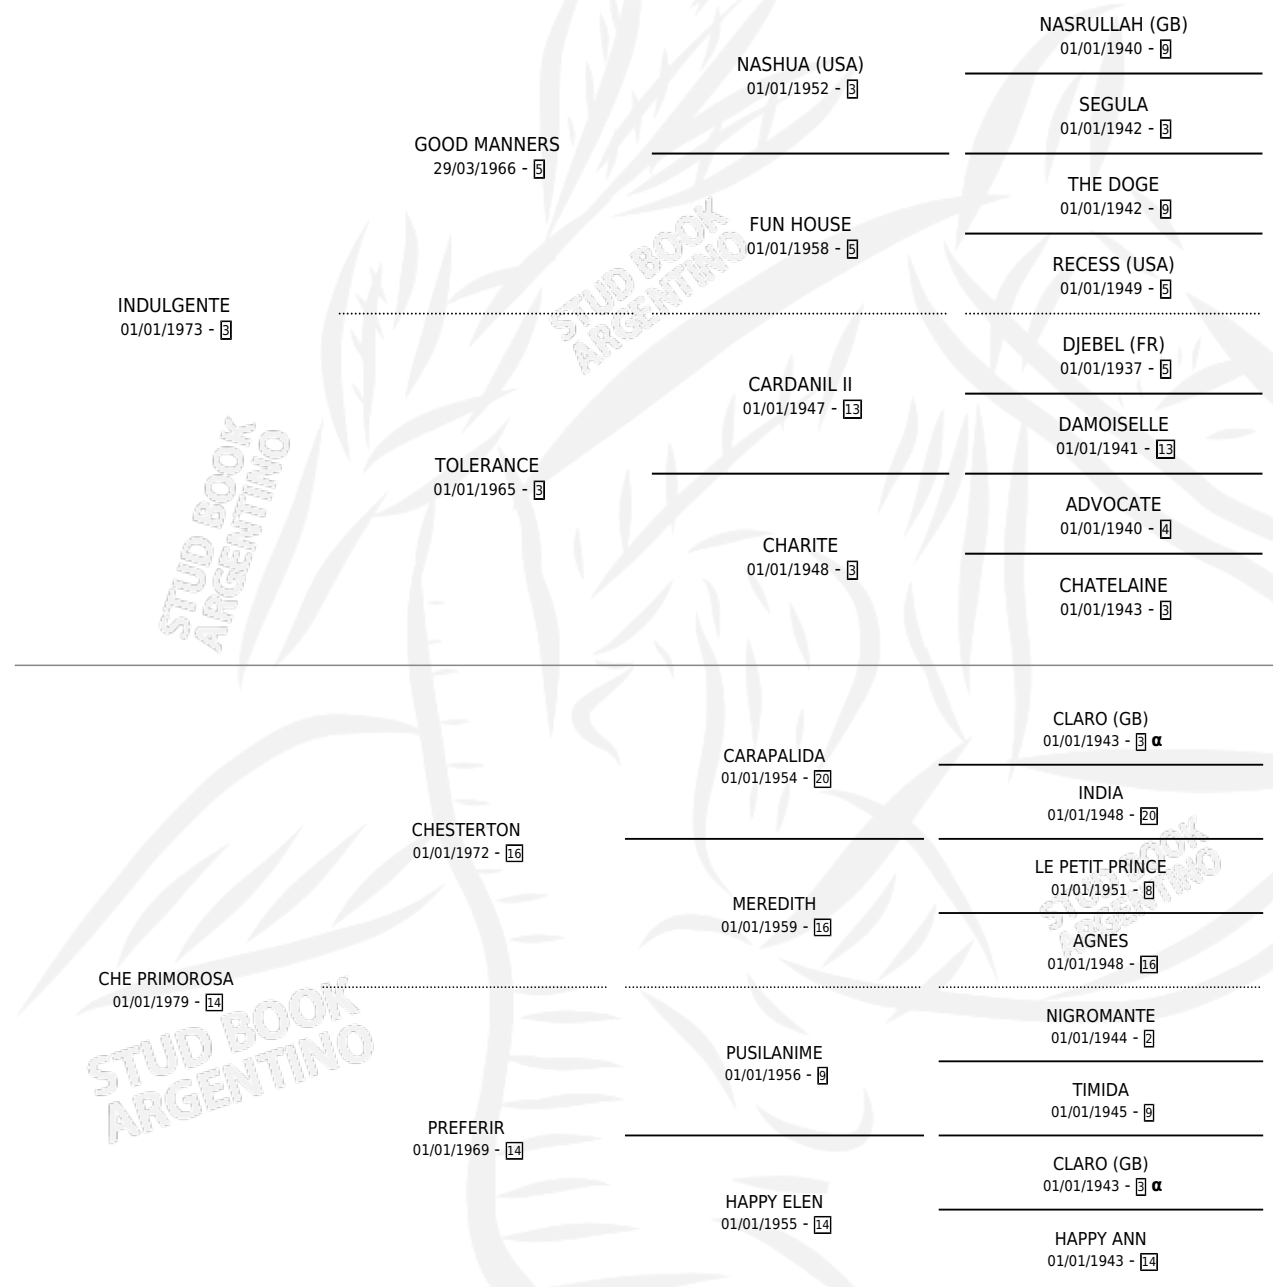 NASRULLAH (GB)
01/01/1940 - 9
NASHUA (USA)
01/01/1952 - 3
SEGULA
01/01/1942 - 3
GOOD MANNERS
29/03/1966 - 5
THE DOGE
01/01/1942 - 9
FUN HOUSE
01/01/1958 - 5
RECESS (USA)
01/01/1949 - 5
INDULGENTE
01/01/1973 - 3
DJEBEL (FR)
01/01/1937 - 5
CARDANIL II
01/01/1947 - 13
DAMOISELLE
01/01/1941 - 13
TOLERANCE
01/01/1965 - 3
ADVOCATE
01/01/1940 - 4
CHARITE
01/01/1948 - 3
CHATELAINE
01/01/1943 - 3
CLARO (GB)
01/01/1943 - 3 α
CARAPALIDA
01/01/1954 - 20
INDIA
01/01/1948 - 20
CHESTERTON
01/01/1972 - 16
LE PETIT PRINCE
01/01/1951 - 8
MEREDITH
01/01/1959 - 16
AGNES
01/01/1948 - 16
CHE PRIMOROSA
01/01/1979 - 14
NIGROMANTE
01/01/1944 - 2
PUSILANIME
01/01/1956 - 9
TIMIDA
01/01/1945 - 9
PREFERIR
01/01/1969 - 14
CLARO (GB)
01/01/1943 - 3 α
HAPPY ELEN
01/01/1955 - 14
HAPPY ANN
01/01/1943 - 14
STUD BOOK
ARGENTINO
STUD BOOK
ARGENTINO
STUD BOOK
ARGENTINO
STUD BOOK
ARGENTINO